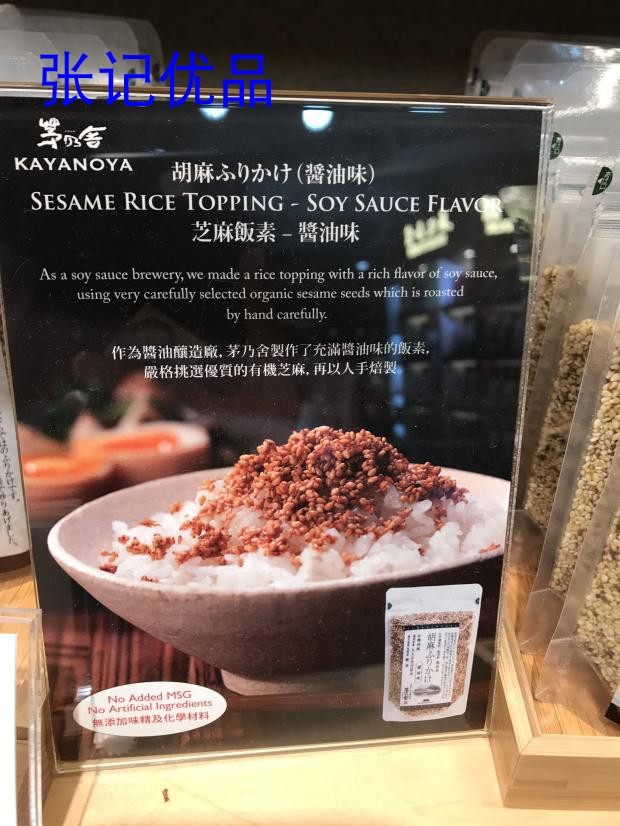 张记优品
茅乃舎
KAYANOYA
胡麻ふりかけ（醬油味）
SESAME RICE TOPPING - SOY SAUCE FLAVOR
芝麻飯素 – 醬油味
As a soy sauce brewery, we made a rice topping with a rich flavor of soy sauce,
using very carefully selected organic sesame seeds which is roasted
by hand carefully.
作為醬油釀造廠, 茅乃舍製作了充滿醬油味的飯素,
嚴格挑選優質的有機芝麻, 再以人手焙製。
胡麻ふりかけ
No Added MSG
No Artificial Ingredients
無添加味精及化學材料